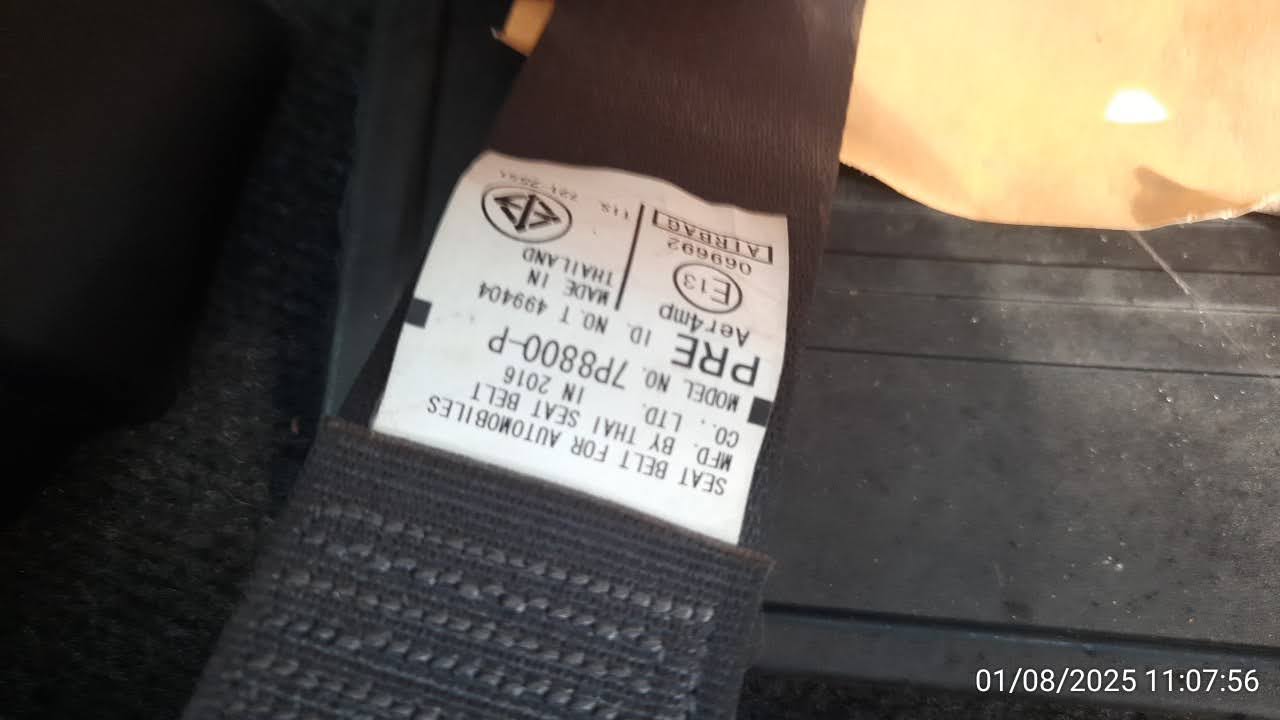 SEAT BELT FOR AUTOMOBILES
MFD. BY THAI SEAT BELT
CO., LTD. IN 2016
MODEL NO. 7P8800-P
PRE ID. NO. T 499404
Aer4mp
E13
069692
AIRBAG
MADE IN
THAILAND
01/08/2025 11:07:56